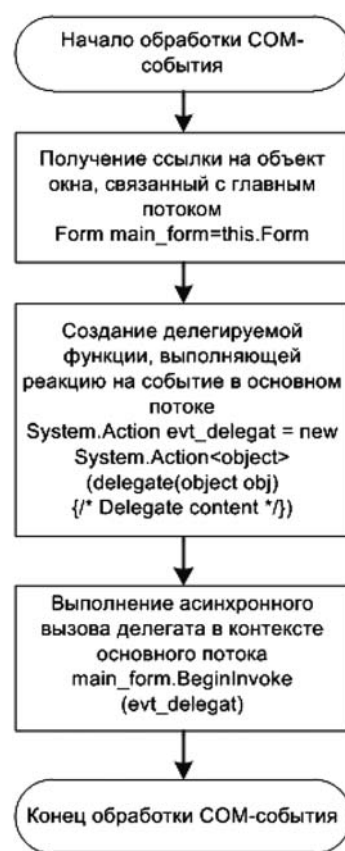 Начало обработки COM-
события
Получение ссылки на объект
окна, связанный с главным
потоком
Form main_form=this.Form
Создание делегируемой
функции, выполняющей
реакцию на событие в основном
потоке
System.Action evt_delegat = new
System.Action<object>
(delegate(object obj)
{/* Delegate content */})
Выполнение асинхронного
вызова делегата в контексте
основного потока
main_form.BeginInvoke
(evt_delegat)
Конец обработки COM-события